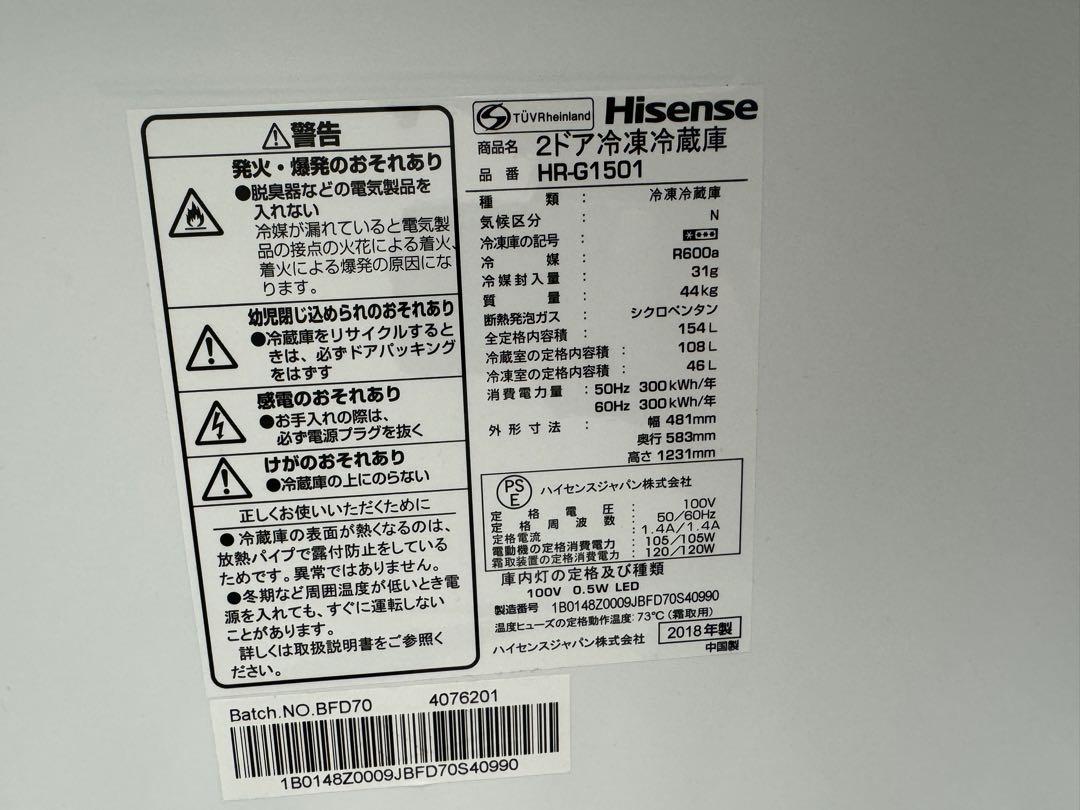 警告
発火・爆発のおそれあり
●脱臭器などの電気製品を
入れない
冷媒が漏れていると電気製
品の接点の火花による着火、
着火による爆発の原因にな
ります。
幼児閉じ込められのおそれあり
●冷蔵庫をリサイクルすると
きは、必ずドアパッキング
をはずす
感電のおそれあり
●お手入れの際は、
必ず電源プラグを抜く
けがのおそれあり
●冷蔵庫の上にのらない
正しくお使いいただくために
●冷蔵庫の表面が熱くなるのは、
放熱パイプで露付防止をしている
ためです。異常ではありません。
●冬期など周囲温度が低いとき電
源を入れても、すぐに運転しない
ことがあります。
詳しくは取扱説明書をご参照く
ださい。
TÜVRheinland Hisense
商品名 2ドア冷凍冷蔵庫
品番 HR-G1501
種類 : 冷凍冷蔵庫
気候区分 : N
冷凍庫の記号 :
冷媒 : R600a
冷媒封入量 : 31g
質量 : 44kg
断熱発泡ガス : シクロペンタン
全定格内容積 : 154L
冷蔵室の定格内容積 : 108L
冷凍室の定格内容積 : 46L
消費電力量 : 50Hz 300kWh/年
60Hz 300kWh/年
外形寸法 : 幅 481mm
奥行 583mm
高さ 1231mm
PSE ハイセンスジャパン株式会社
定格電圧 : 100V
定格周波数 : 50/60Hz
定格電流 : 1.4A/1.4A
電動機の定格消費電力 : 105/105W
霜取装置の定格消費電力 : 120/120W
庫内灯の定格及び種類
100V 0.5W LED
製造番号 1B0148Z0009JBFD70S40990
温度ヒューズの定格動作温度:73℃(霜取用)
ハイセンスジャパン株式会社 2018年製
中国製
Batch.NO.BFD70 4076201
1B0148Z0009JBFD70S40990